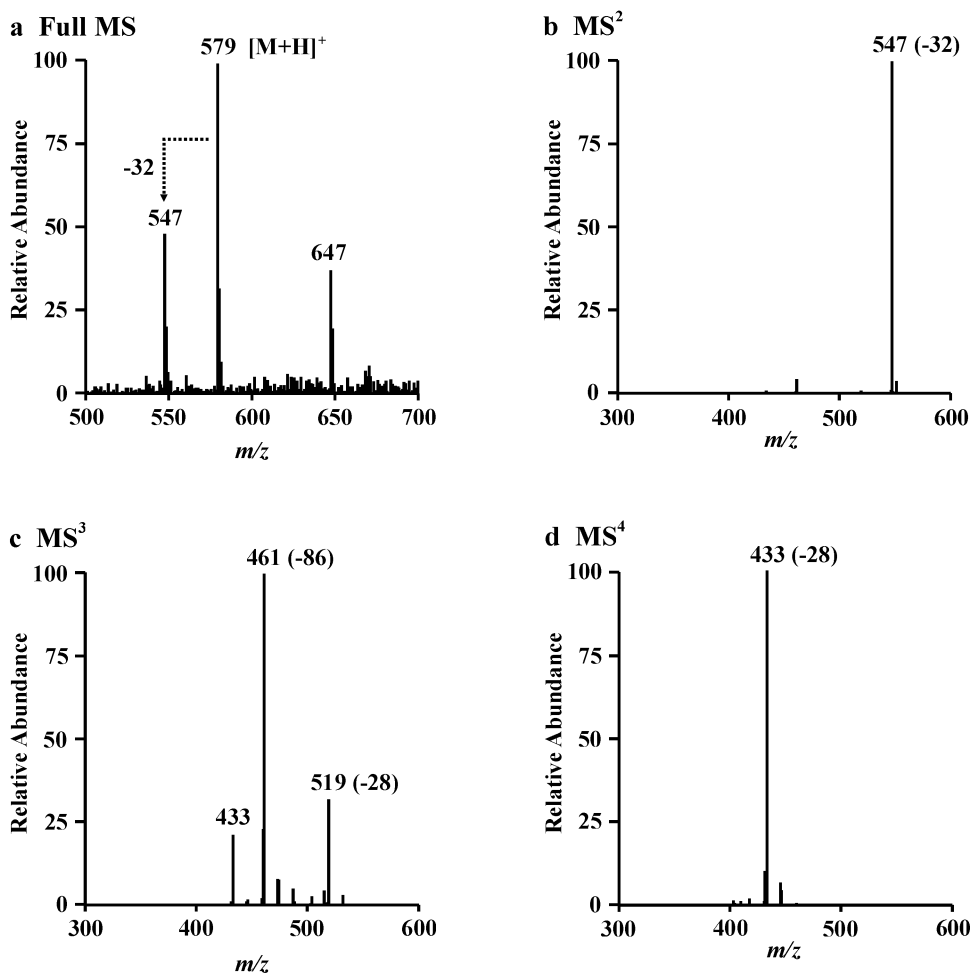 a Full MS
579 [M+H]⁺
100
75
50
25
0
-32
547
647
500 550 600 650 700
Relative Abundance
m/z
b MS²
547 (-32)
100
75
50
25
0
300 400 500 600
Relative Abundance
m/z
c MS³
461 (-86)
100
75
50
25
0
519 (-28)
433
300 400 500 600
Relative Abundance
m/z
d MS⁴
433 (-28)
100
75
50
25
0
300 400 500 600
Relative Abundance
m/z